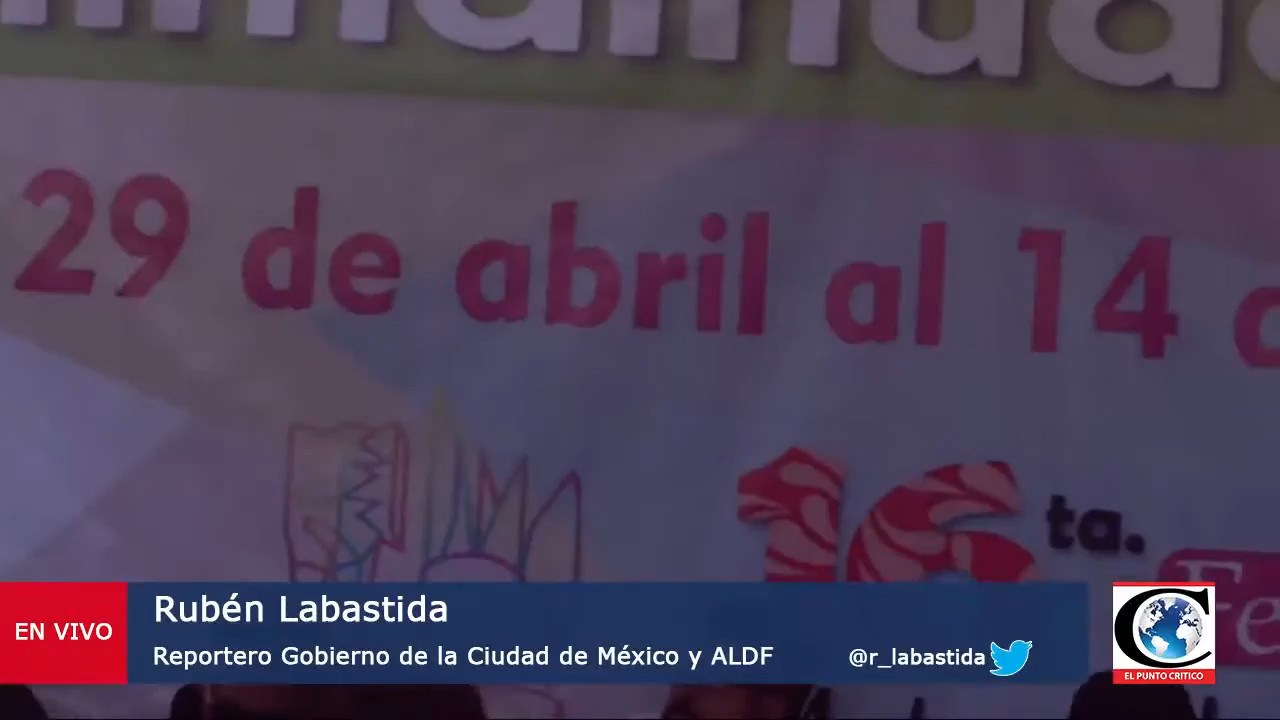 29 de abril al 14
16 ta.
Fe
EN VIVO
Rubén Labastida
Reportero Gobierno de la Ciudad de México y ALDF
@r_labastida
C
EL PUNTO CRITICO